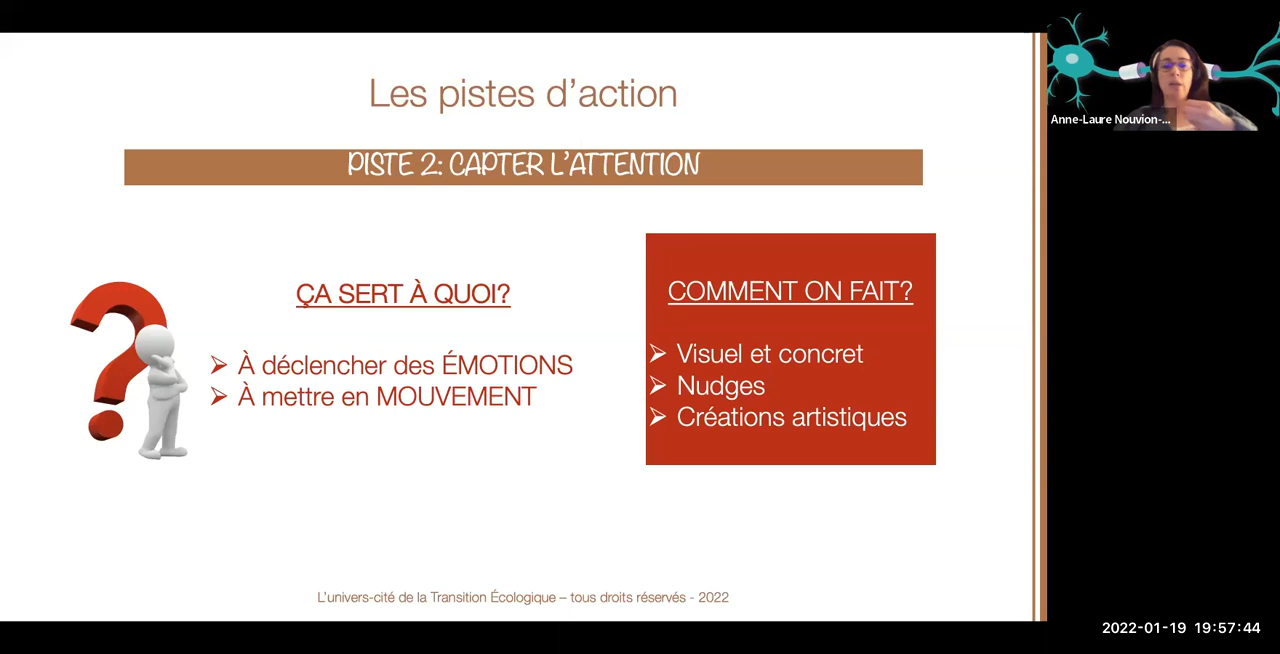 Les pistes d’action
PISTE 2: CAPTER L’ATTENTION
ÇA SERT À QUOI?
➢ À déclencher des ÉMOTIONS
➢ À mettre en MOUVEMENT
COMMENT ON FAIT?
➢ Visuel et concret
➢ Nudges
➢ Créations artistiques
L’univers-cité de la Transition Écologique – tous droits réservés - 2022
Anne-Laure Nouvion-...
2022-01-19 19:57:44